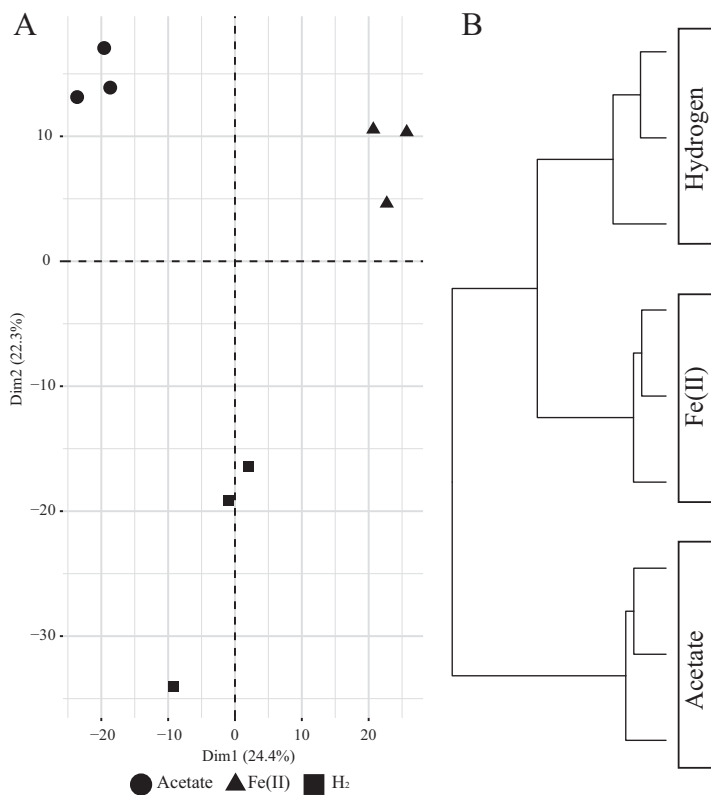 A
B
10
0
−10
−20
−30
Dim2 (22.3%)
−20
−10
0
10
20
Dim1 (24.4%)
Acetate
Fe(II)
H₂
Hydrogen
Fe(II)
Acetate